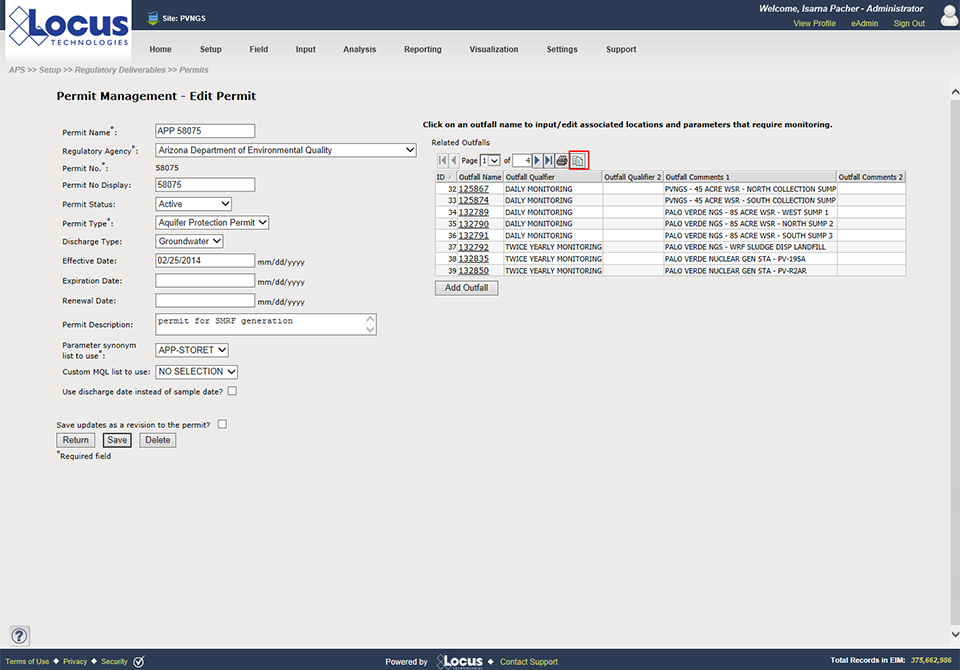 Locus
TECHNOLOGIES
Site: PVNGS
Welcome, Isarna Pacher - Administrator
View Profile eAdmin Sign Out
Home Setup Field Input Analysis Reporting Visualization Settings Support
APS >> Setup >> Regulatory Deliverables >> Permits
Permit Management - Edit Permit
Permit Name*: APP 58075
Regulatory Agency*: Arizona Department of Environmental Quality
Permit No.*: 58075
Permit No Display: 58075
Permit Status: Active
Permit Type*: Aquifer Protection Permit
Discharge Type: Groundwater
Effective Date: 02/25/2014 mm/dd/yyyy
Expiration Date: mm/dd/yyyy
Renewal Date: mm/dd/yyyy
Permit Description: permit for SMRF generation
Parameter synonym
list to use*: APP-STORET
Custom MQL list to use: NO SELECTION
Use discharge date instead of sample date?
Save updates as a revision to the permit?
Return Save Delete
*Required field
Click on an outfall name to input/edit associated locations and parameters that require monitoring.
Related Outfalls
Page 1 of 4
ID Outfall Name Outfall Qualifier Outfall Qualifier 2 Outfall Comments 1 Outfall Comments 2
32 125867 DAILY MONITORING PVNGS - 45 ACRE WSR - NORTH COLLECTION SUMP
33 125874 DAILY MONITORING PVNGS - 45 ACRE WSR - SOUTH COLLECTION SUMP
34 132789 DAILY MONITORING PALO VERDE NGS - 85 ACRE WSR - WEST SUMP 1
35 132790 DAILY MONITORING PALO VERDE NGS - 85 ACRE WSR - NORTH SUMP 2
36 132791 DAILY MONITORING PALO VERDE NGS - 85 ACRE WSR - SOUTH SUMP 3
37 132792 TWICE YEARLY MONITORING PALO VERDE NGS - WRF SLUDGE DISP LANDFILL
38 132835 TWICE YEARLY MONITORING PALO VERDE NUCLEAR GEN STA - PV-195A
39 132850 TWICE YEARLY MONITORING PALO VERDE NUCLEAR GEN STA - PV-R2AR
Add Outfall
?
Terms of Use ◆ Privacy ◆ Security
Powered by Locus ◆ Contact Support
Total Records in EIM: 375,662,986